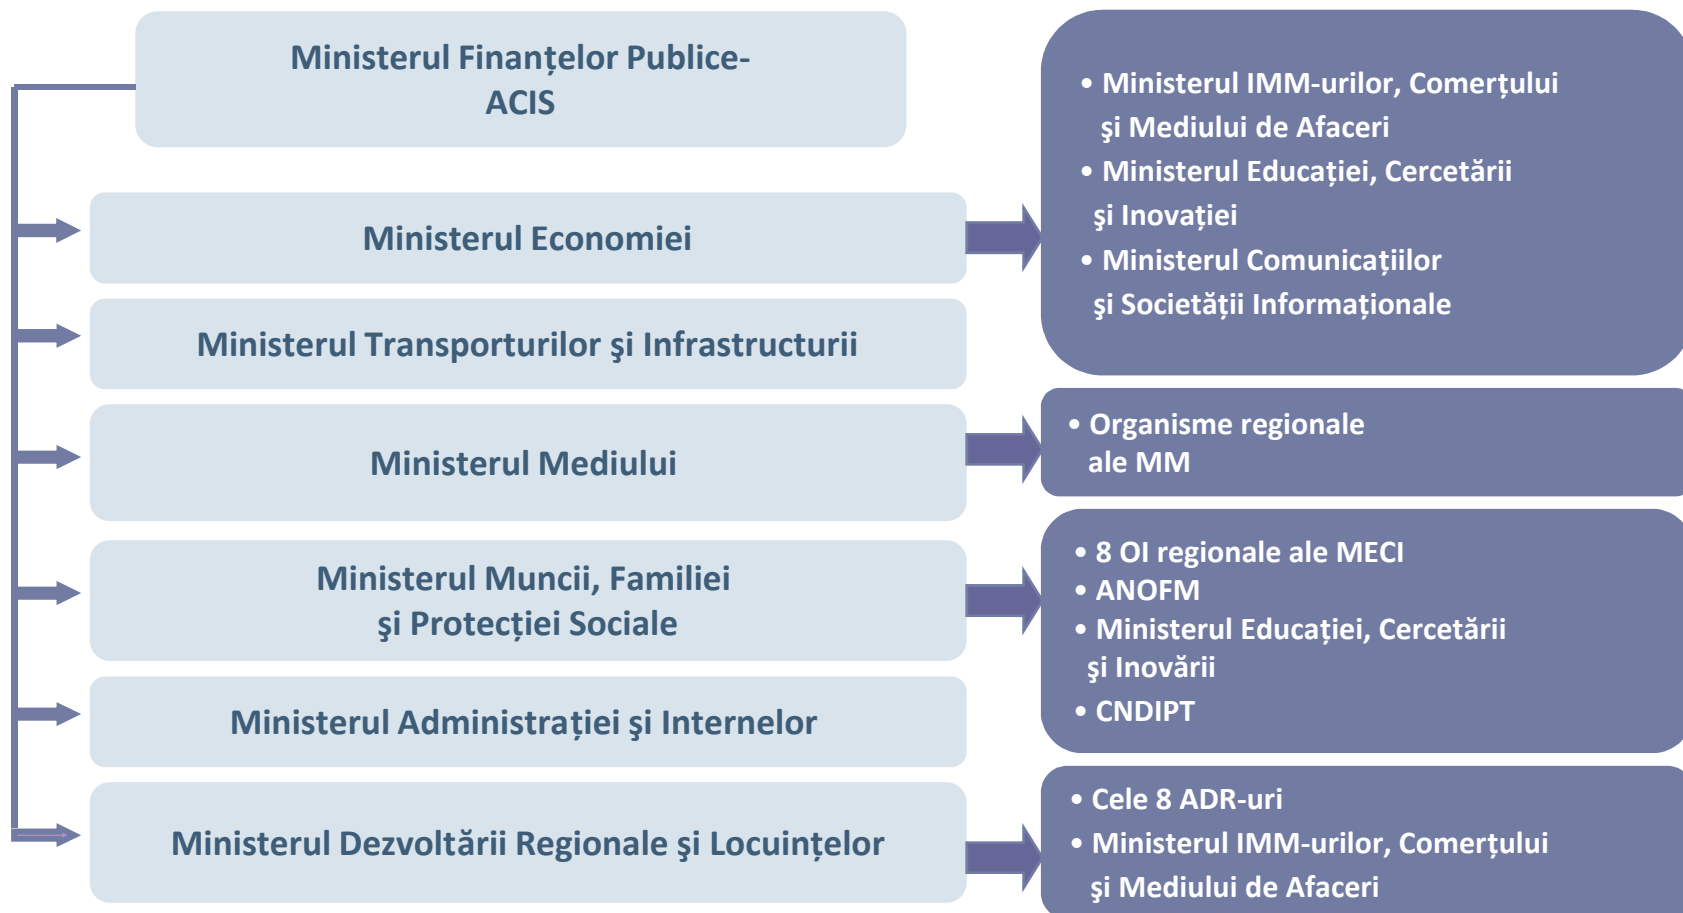 Ministerul Finanțelor Publice-
ACIS
Ministerul Economiei
• Ministerul IMM-urilor, Comerțului
şi Mediului de Afaceri
• Ministerul Educației, Cercetării
şi Inovației
• Ministerul Comunicațiilor
şi Societății Informaționale
Ministerul Transporturilor şi Infrastructurii
Ministerul Mediului
• Organisme regionale
ale MM
Ministerul Muncii, Familiei
şi Protecției Sociale
• 8 OI regionale ale MECI
• ANOFM
• Ministerul Educației, Cercetării
şi Inovării
• CNDIPT
Ministerul Administrației şi Internelor
Ministerul Dezvoltării Regionale şi Locuințelor
• Cele 8 ADR-uri
• Ministerul IMM-urilor, Comerțului
şi Mediului de Afaceri